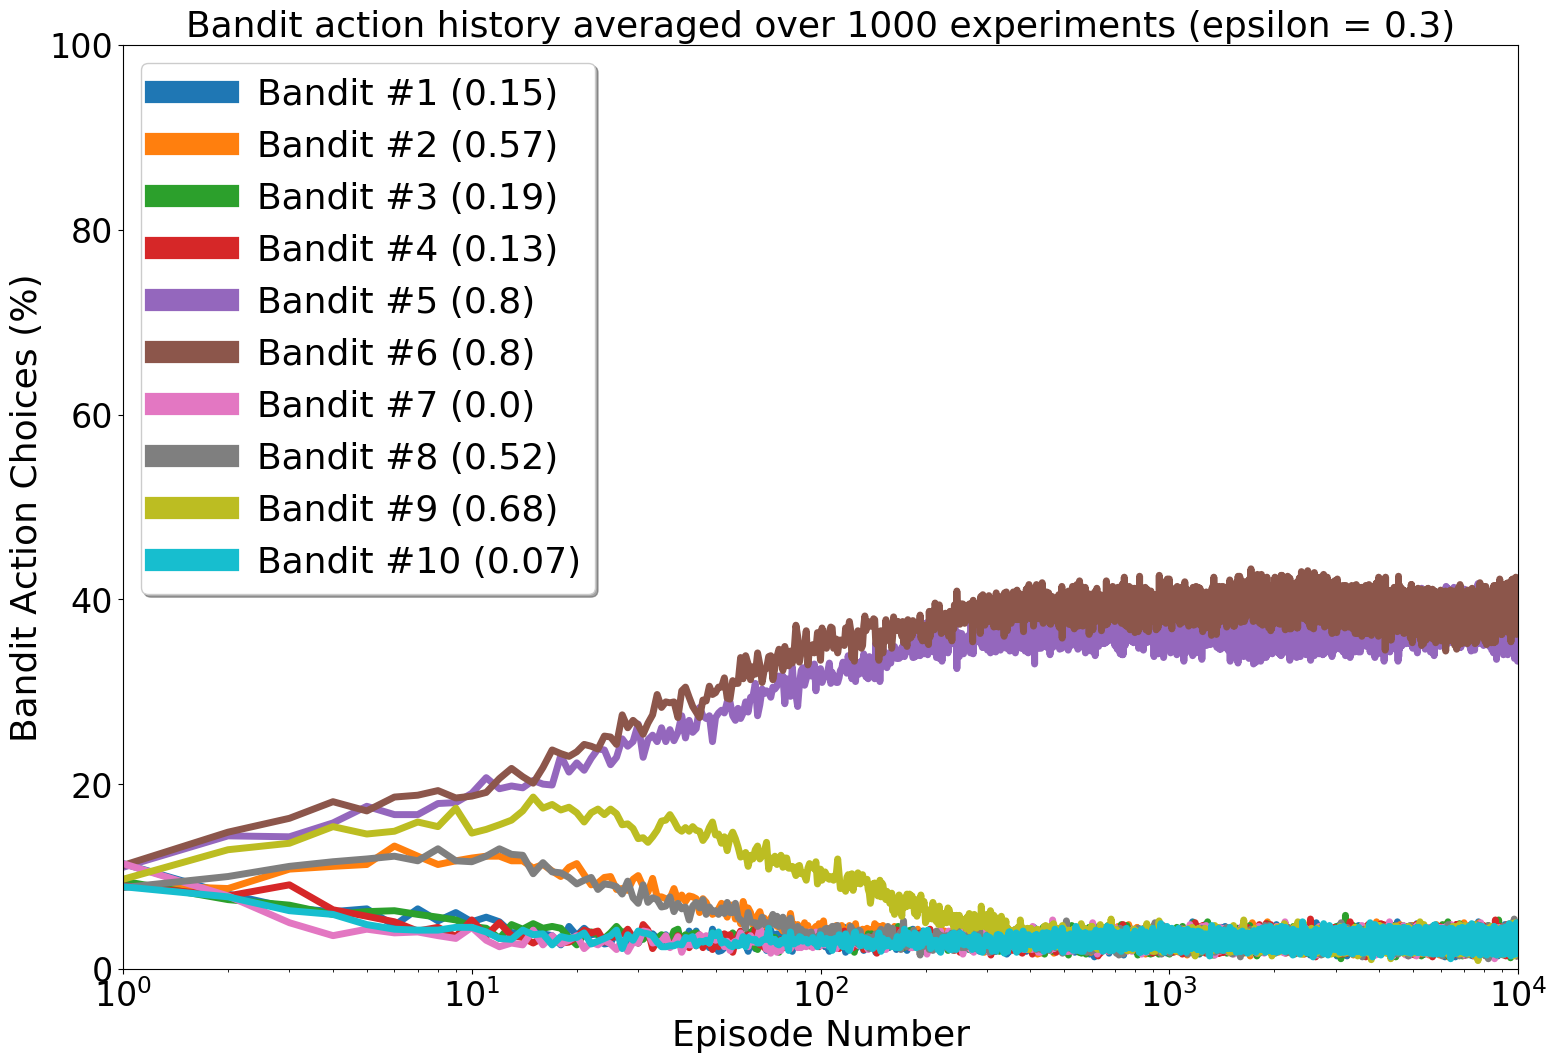 Bandit action history averaged over 1000 experiments (epsilon = 0.3)
100
80
60
40
20
0
Bandit Action Choices (%)
Bandit #1 (0.15)
Bandit #2 (0.57)
Bandit #3 (0.19)
Bandit #4 (0.13)
Bandit #5 (0.8)
Bandit #6 (0.8)
Bandit #7 (0.0)
Bandit #8 (0.52)
Bandit #9 (0.68)
Bandit #10 (0.07)
10⁰ 10¹ 10² 10³ 10⁴
Episode Number